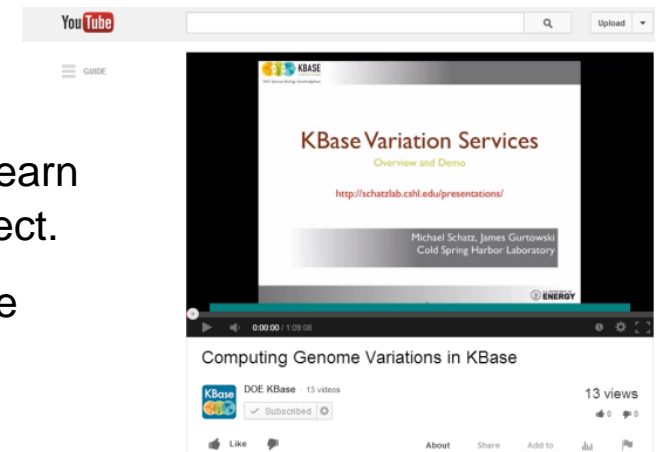 You Tube
Upload
GUIDE
earn
ect.
e
KBASE
KBase Variation Services
Overview and Demo
http://schatzlab.cshl.edu/presentations/
Michael Schatz, James Gurtowski
Cold Spring Harbor Laboratory
ENERGY
0:00:00 / 1:09:08
Computing Genome Variations in KBase
KBase
DOE KBase · 13 videos
Subscribed
13 views
0 0
Like
About Share Add to